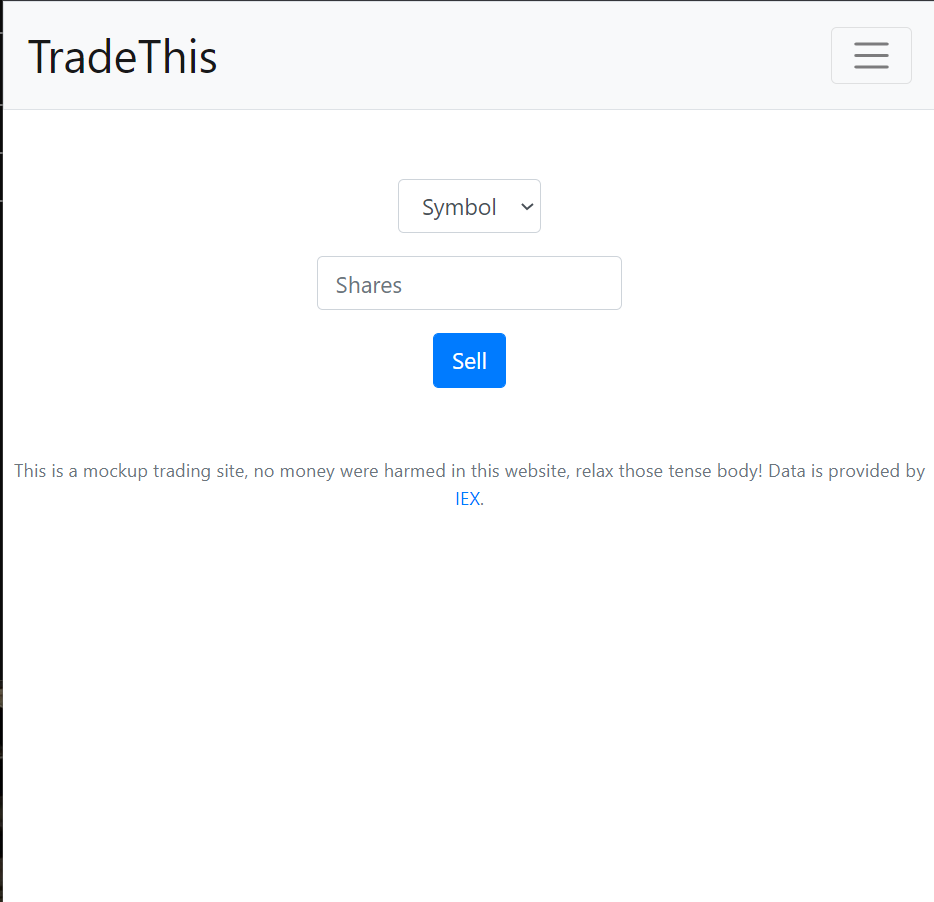 TradeThis
Symbol
Shares
Sell
This is a mockup trading site, no money were harmed in this website, relax those tense body! Data is provided by
IEX.